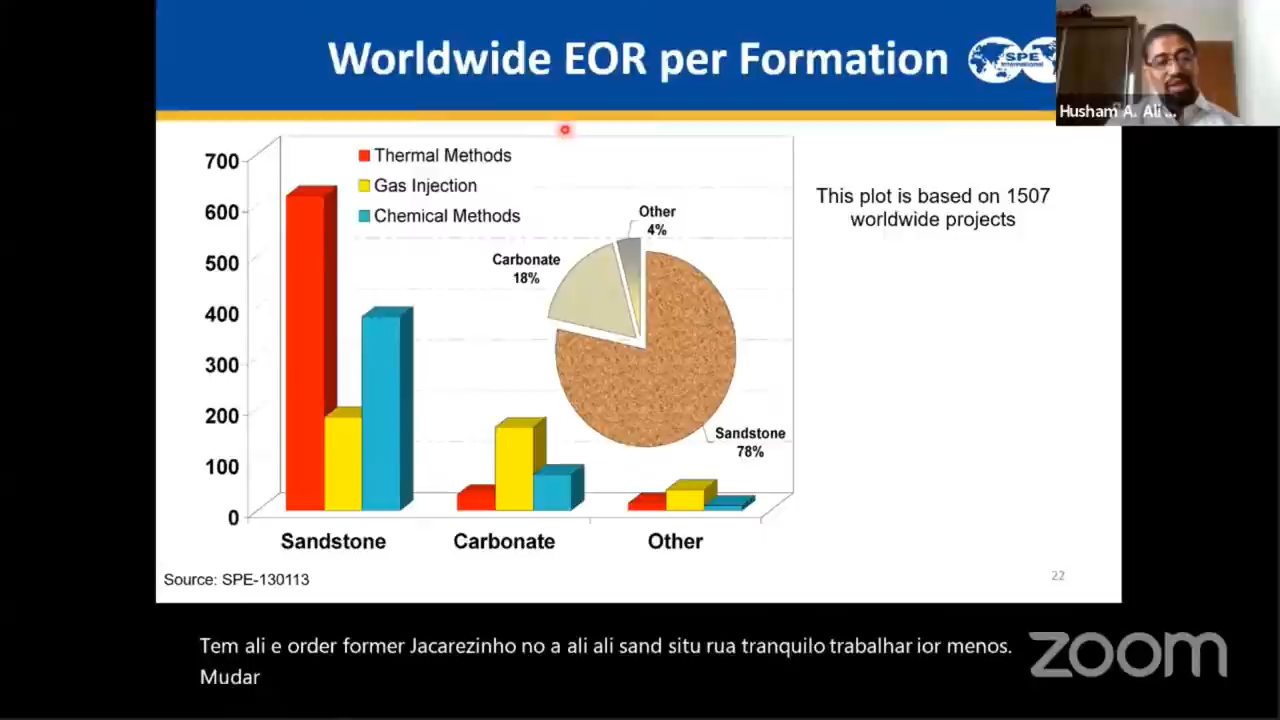 Worldwide EOR per Formation
SPE
International
Husham A. Ali ...
700
600
500
400
300
200
100
0
Thermal Methods
Gas Injection
Chemical Methods
Other
4%
Carbonate
18%
Sandstone
78%
Sandstone
Carbonate
Other
This plot is based on 1507
worldwide projects
Source: SPE-130113
22
Tem ali e order former Jacarezinho no a ali ali sand situ rua tranquilo trabalhar ior menos.
Mudar
zoom